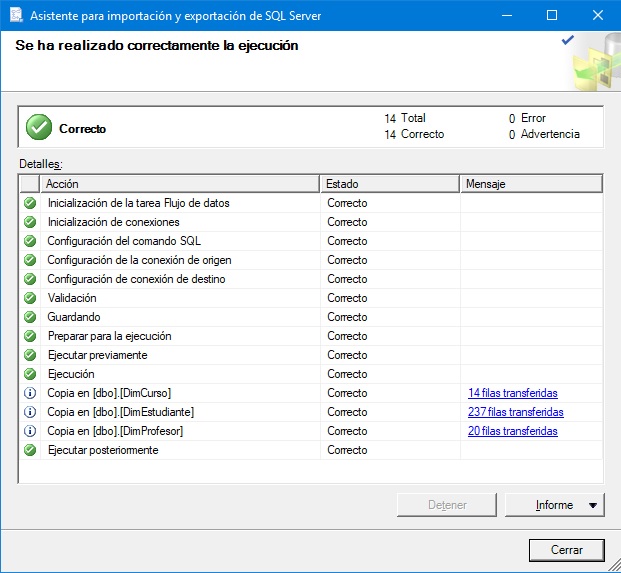 Asistente para importación y exportación de SQL Server
Se ha realizado correctamente la ejecución
Correcto
14 Total 0 Error
14 Correcto 0 Advertencia
Detalles:
Acción Estado Mensaje
Inicialización de la tarea Flujo de datos Correcto
Inicialización de conexiones Correcto
Configuración del comando SQL Correcto
Configuración de la conexión de origen Correcto
Configuración de conexión de destino Correcto
Validación Correcto
Guardando Correcto
Preparar para la ejecución Correcto
Ejecutar previamente Correcto
Ejecución Correcto
Copia en [dbo].[DimCurso] Correcto 14 filas transferidas
Copia en [dbo].[DimEstudiante] Correcto 237 filas transferidas
Copia en [dbo].[DimProfesor] Correcto 20 filas transferidas
Ejecutar posteriormente Correcto
Detener Informe
Cerrar